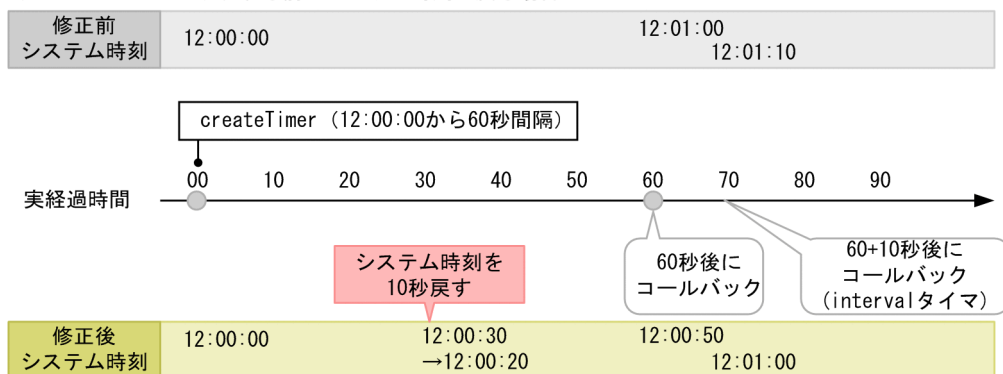 修正前
システム時刻
12:00:00
12:01:00
12:01:10
createTimer (12:00:00から60秒間隔)
実経過時間
00 10 20 30 40 50 60 70 80 90
システム時刻を
10秒戻す
60秒後に
コールバック
60+10秒後に
コールバック
(intervalタイマ)
修正後
システム時刻
12:00:00
12:00:30
→12:00:20
12:00:50
12:01:00